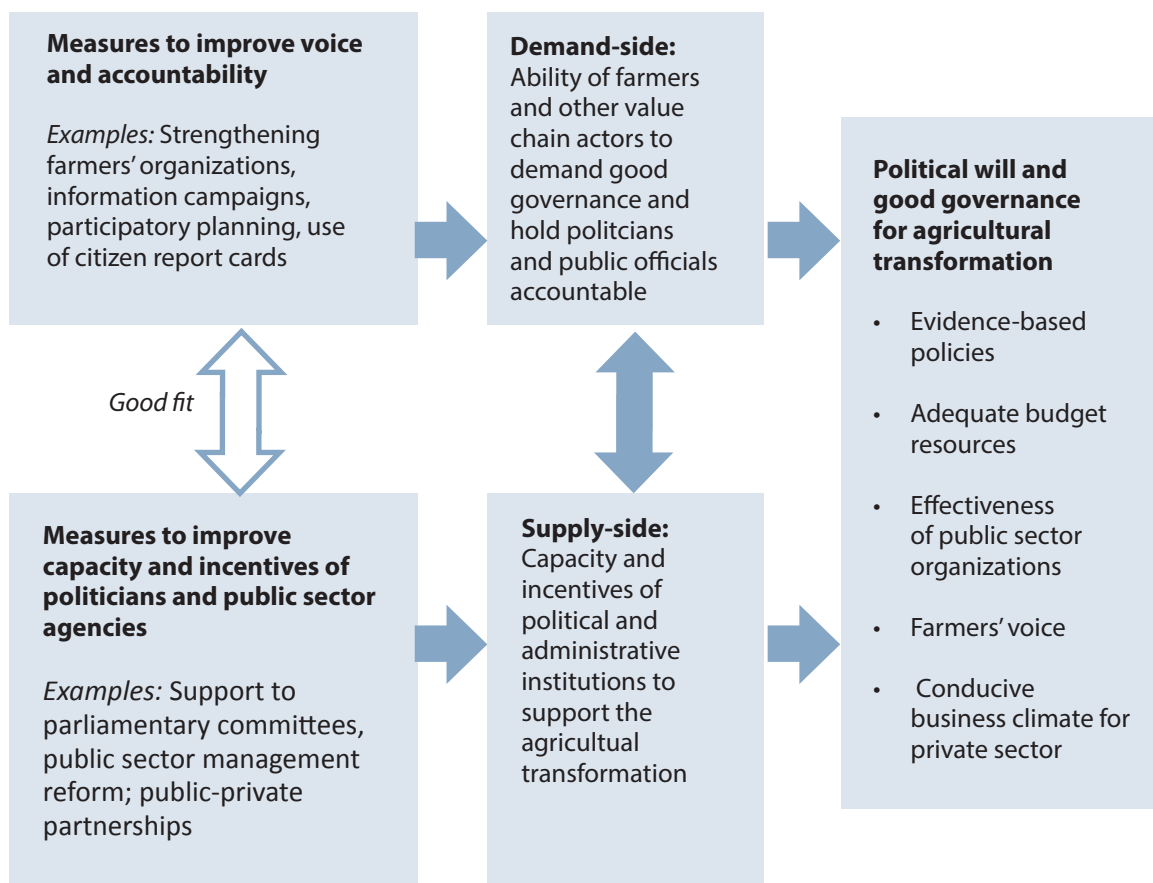 Measures to improve voice
and accountability
Examples: Strengthening
farmers’ organizations,
information campaigns,
participatory planning, use
of citizen report cards
Demand-side:
Ability of farmers
and other value
chain actors to
demand good
governance and
hold politcians
and public officials
accountable
Good fit
Measures to improve
capacity and incentives of
politicians and public sector
agencies
Examples: Support to
parliamentary committees,
public sector management
reform; public-private
partnerships
Supply-side:
Capacity and
incentives of
political and
administrative
institutions to
support the
agricultual
transformation
Political will and
good governance
for agricultural
transformation
• Evidence-based
policies
• Adequate budget
resources
• Effectiveness
of public sector
organizations
• Farmers’ voice
• Conducive
business climate for
private sector